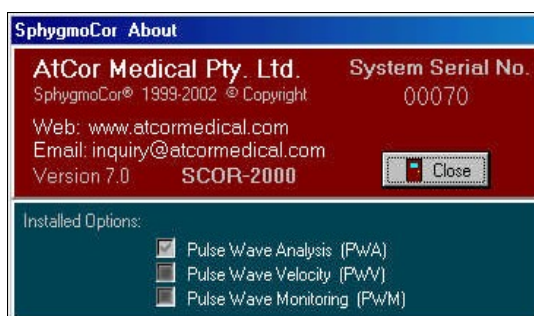 SphygmoCor About
AtCor Medical Pty. Ltd.
System Serial No.
SphygmoCor® 1999-2002 © Copyright
00070
Web: www.atcormedical.com
Email: inquiry@atcormedical.com
Version 7.0 SCOR-2000
Close
Installed Options:
Pulse Wave Analysis (PWA)
Pulse Wave Velocity (PWV)
Pulse Wave Monitoring (PWM)